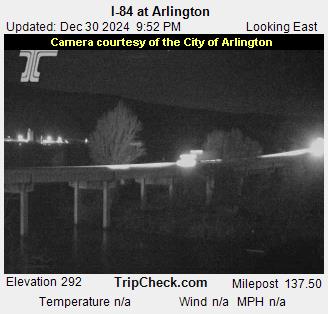 I-84 at Arlington
Updated: Dec 30 2024 9:52 PM Looking East
Camera courtesy of the City of Arlington
Elevation 292 TripCheck.com Milepost 137.50
Temperature n/a Wind n/a MPH n/a